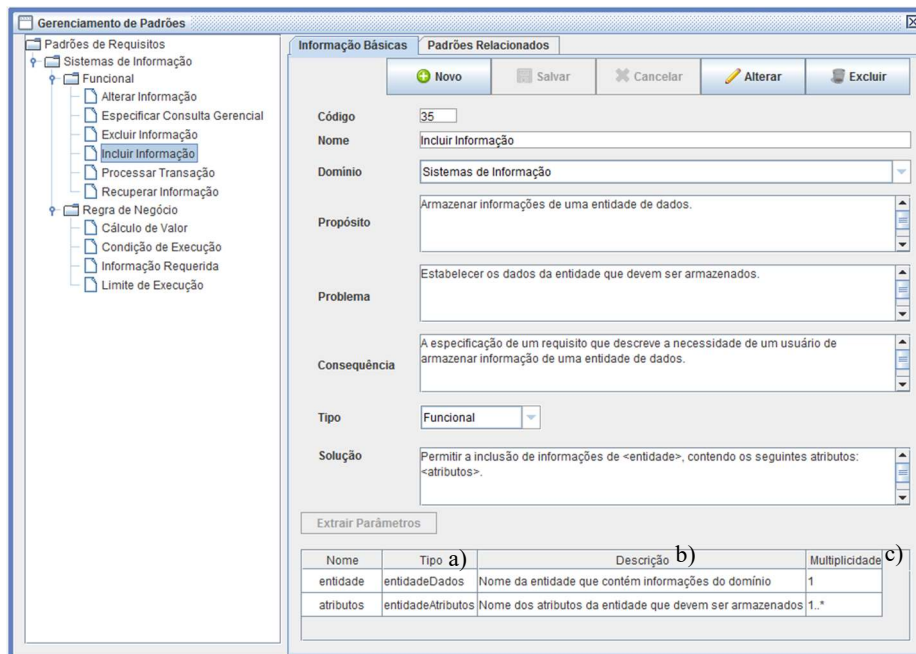 Gerenciamento de Padrões
Padrões de Requisitos
Sistemas de Informação
Funcional
Alterar Informação
Especificar Consulta Gerencial
Excluir Informação
Incluir Informação
Processar Transação
Recuperar Informação
Regra de Negócio
Cálculo de Valor
Condição de Execução
Informação Requerida
Limite de Execução
Informação Básicas Padrões Relacionados
Novo Salvar Cancelar Alterar Excluir
Código 35
Nome Incluir Informação
Domínio Sistemas de Informação
Propósito Armazenar informações de uma entidade de dados.
Problema Estabelecer os dados da entidade que devem ser armazenados.
Consequência A especificação de um requisito que descreve a necessidade de um usuário de
armazenar informação de uma entidade de dados.
Tipo Funcional
Solução Permitir a inclusão de informações de <entidade>, contendo os seguintes atributos:
<atributos>.
Extrair Parâmetros
Nome Tipo a) Descrição b) Multiplicidade c)
entidade entidadeDados Nome da entidade que contém informações do domínio 1
atributos entidadeAtributos Nome dos atributos da entidade que devem ser armazenados 1..*